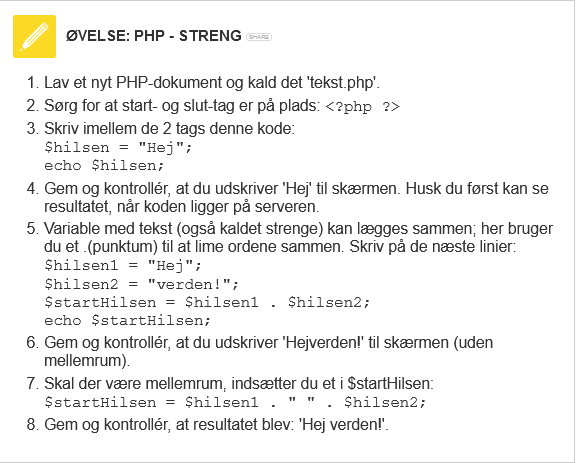 ØVELSE: PHP - STRENG SHARE
1. Lav et nyt PHP-dokument og kald det 'tekst.php'.
2. Sørg for at start- og slut-tag er på plads: <?php ?>
3. Skriv imellem de 2 tags denne kode:
$hilsen = "Hej";
echo $hilsen;
4. Gem og kontrollér, at du udskriver 'Hej' til skærmen. Husk du først kan se
resultatet, når koden ligger på serveren.
5. Variable med tekst (også kaldet strenge) kan lægges sammen; her bruger
du et .(punktum) til at lime ordene sammen. Skriv på de næste linier:
$hilsen1 = "Hej";
$hilsen2 = "verden!";
$startHilsen = $hilsen1 . $hilsen2;
echo $startHilsen;
6. Gem og kontrollér, at du udskriver 'Hejverden!' til skærmen (uden
mellemrum).
7. Skal der være mellemrum, indsætter du et i $startHilsen:
$startHilsen = $hilsen1 . " " . $hilsen2;
8. Gem og kontrollér, at resultatet blev: 'Hej verden!'.